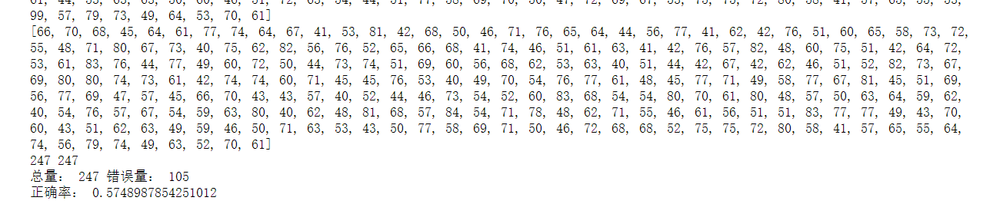 99, 57, 79, 73, 49, 64, 53, 70, 61]
[66, 70, 68, 45, 64, 61, 77, 74, 64, 67, 41, 53, 81, 42, 68, 50, 46, 71, 76, 65, 64, 44, 56, 77, 41, 62, 42, 76, 51, 60, 65, 58, 73, 72,
55, 48, 71, 80, 67, 73, 40, 75, 62, 82, 56, 76, 52, 65, 66, 68, 41, 74, 46, 51, 61, 63, 41, 42, 76, 57, 82, 48, 60, 75, 51, 42, 64, 72,
53, 61, 83, 76, 44, 77, 49, 60, 72, 50, 44, 73, 74, 51, 69, 60, 56, 68, 62, 53, 63, 40, 51, 44, 42, 67, 42, 62, 46, 51, 52, 82, 73, 67,
69, 80, 80, 74, 73, 61, 42, 74, 74, 60, 71, 45, 45, 76, 53, 40, 49, 70, 54, 76, 77, 61, 48, 45, 77, 71, 49, 58, 77, 67, 81, 45, 51, 69,
56, 77, 69, 47, 57, 45, 66, 70, 43, 43, 57, 40, 52, 44, 46, 73, 54, 52, 60, 83, 68, 54, 54, 80, 70, 61, 80, 48, 57, 50, 63, 64, 59, 62,
40, 54, 76, 57, 67, 54, 59, 63, 80, 40, 62, 48, 81, 68, 57, 84, 54, 71, 78, 48, 62, 71, 55, 46, 61, 56, 51, 51, 83, 77, 77, 49, 43, 70,
60, 43, 51, 62, 63, 49, 59, 46, 50, 71, 63, 53, 43, 50, 77, 58, 69, 71, 50, 46, 72, 68, 68, 52, 75, 75, 72, 80, 58, 41, 57, 65, 55, 64,
74, 56, 79, 74, 49, 63, 52, 70, 61]
247 247
总量： 247 错误量： 105
正确率： 0.5748987854251012